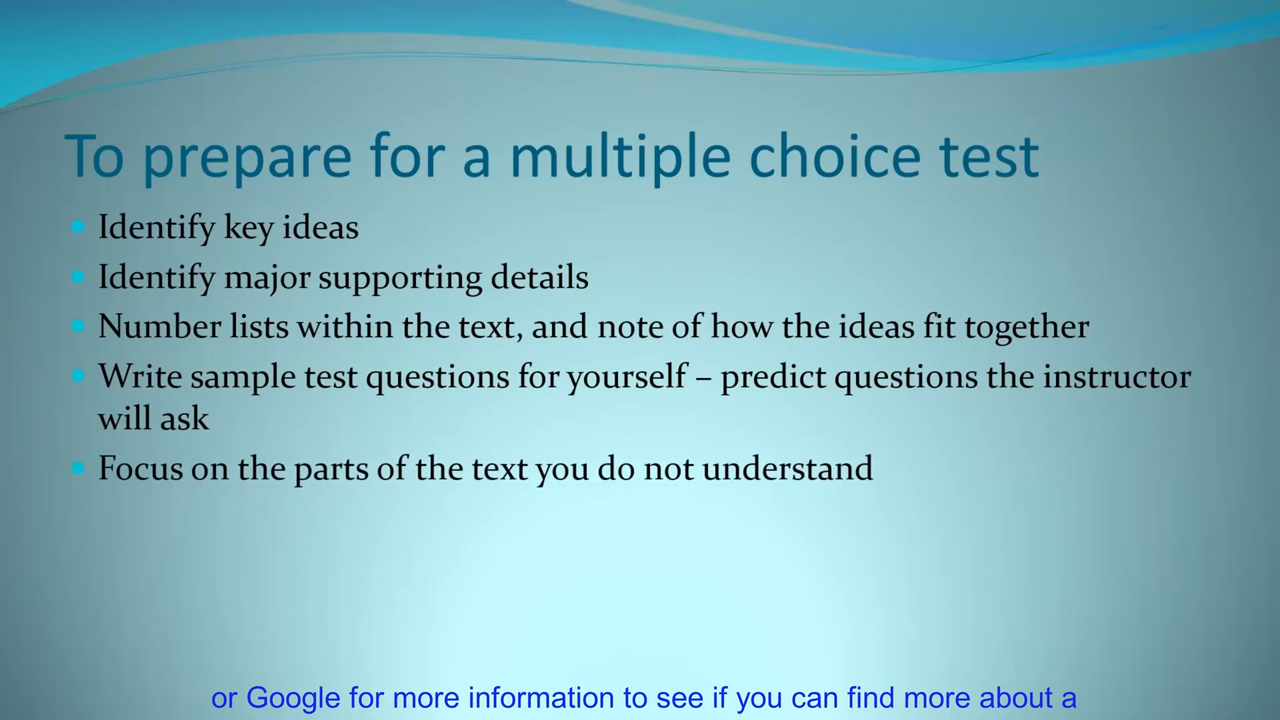 To prepare for a multiple choice test
Identify key ideas
Identify major supporting details
Number lists within the text, and note of how the ideas fit together
Write sample test questions for yourself – predict questions the instructor
will ask
Focus on the parts of the text you do not understand
or Google for more information to see if you can find more about a